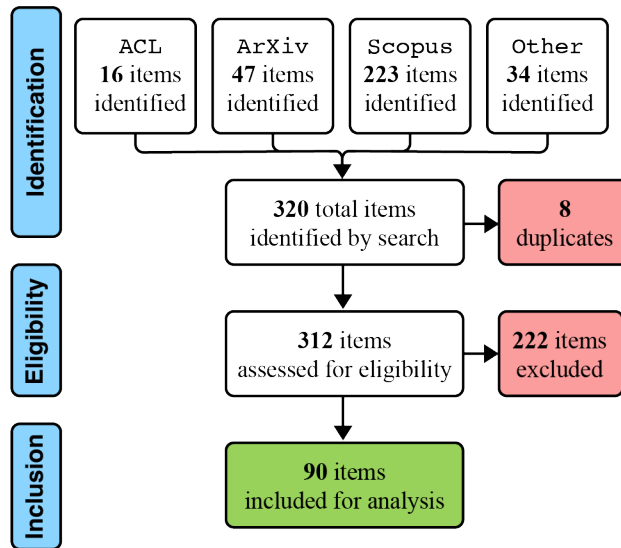 Identification
ACL
16 items
identified
ArXiv
47 items
identified
Scopus
223 items
identified
Other
34 items
identified
320 total items
identified by search
8
duplicates
Eligibility
312 items
assessed for eligibility
222 items
excluded
Inclusion
90 items
included for analysis